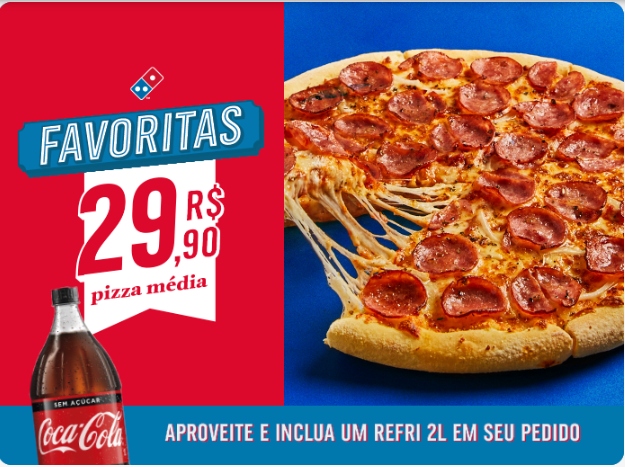 FAVORITAS
29,90
R$
pizza média
SEM AÇÚCAR
Coca-Cola
APROVEITE E INCLUA UM REFRI 2L EM SEU PEDIDO